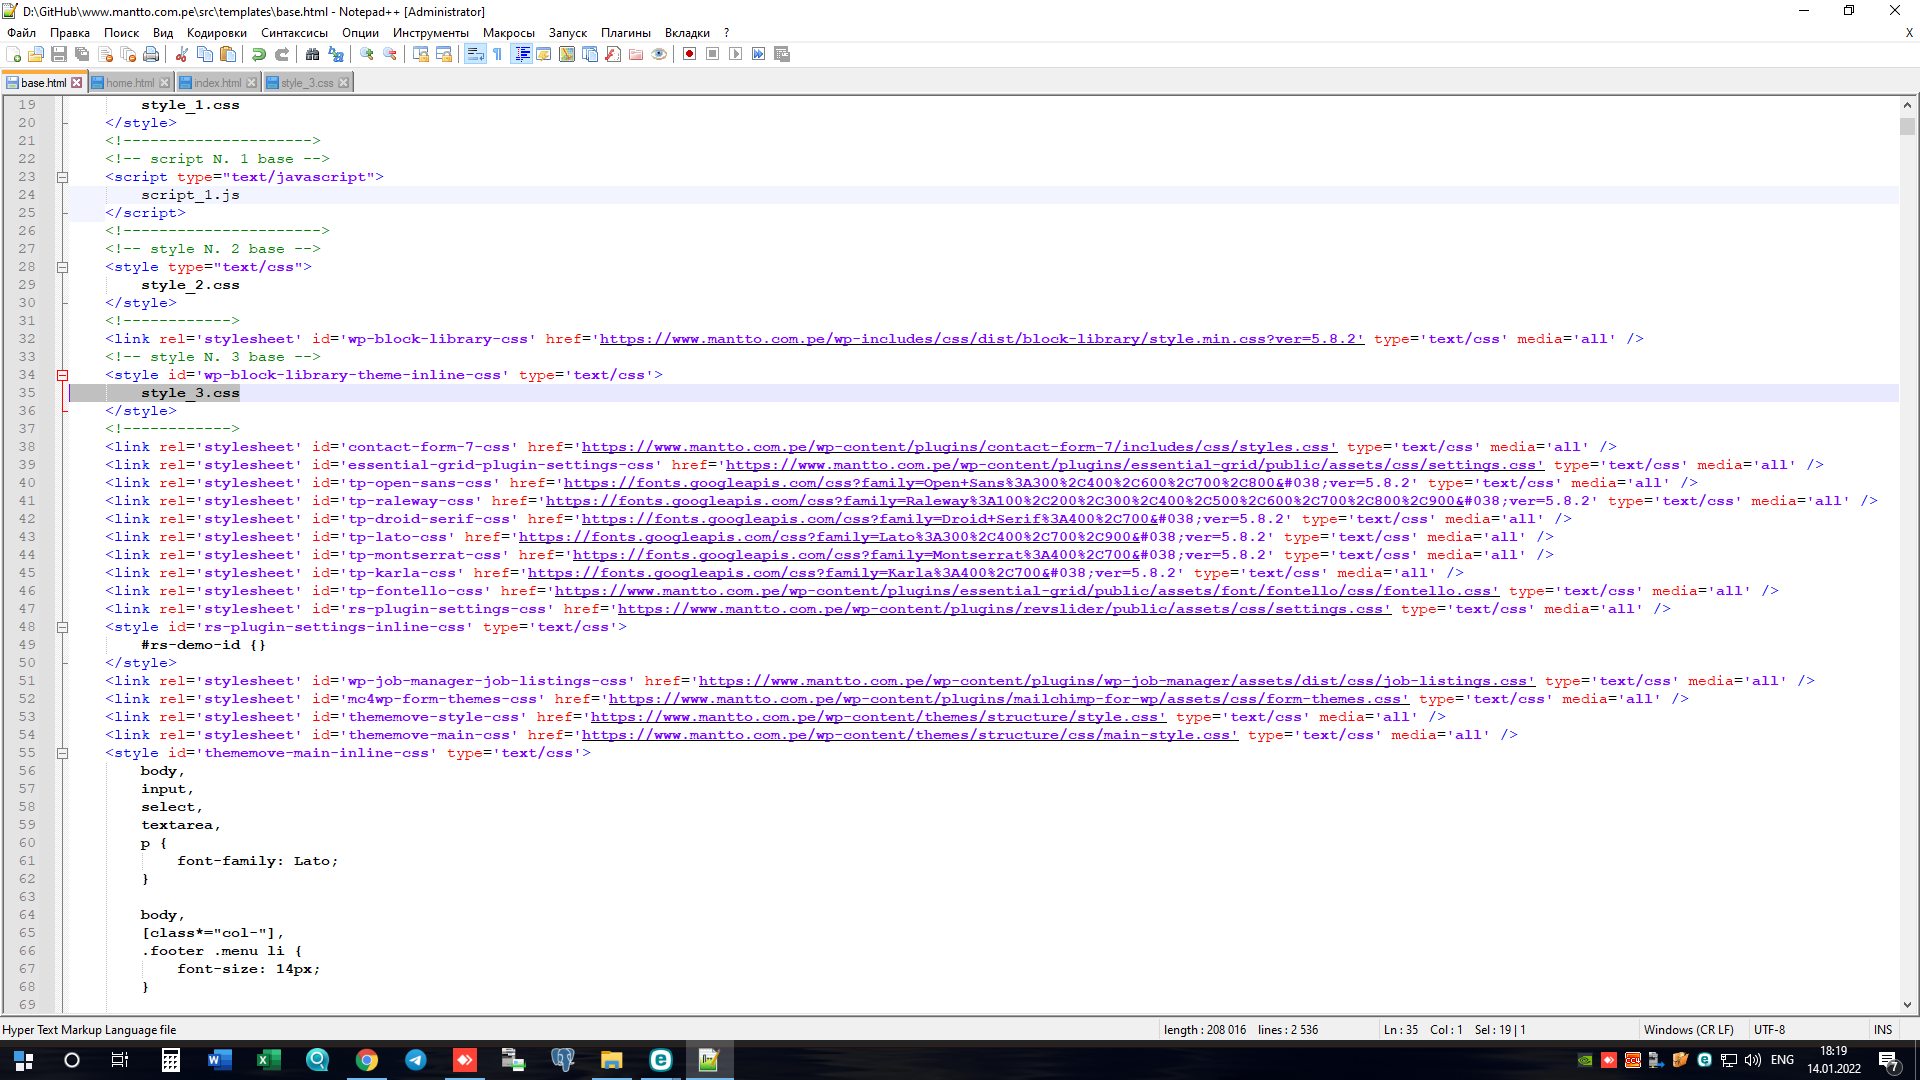 D:\GitHub\www.mantto.com.pe\src\templates\base.html - Notepad++ [Administrator]
Файл Правка Поиск Вид Кодировки Синтаксисы Опции Инструменты Макросы Запуск Плагины Вкладки ? X
base.html home.html index.html style_3.css
19 style_1.css
20 </style>
21 <!--------------------->
22 <!-- script N. 1 base -->
23 <script type="text/javascript">
24 script_1.js
25 </script>
26 <!---------------------->
27 <!-- style N. 2 base -->
28 <style type="text/css">
29 style_2.css
30 </style>
31 <!------------>
32 <link rel='stylesheet' id='wp-block-library-css' href='https://www.mantto.com.pe/wp-includes/css/dist/block-library/style.min.css?ver=5.8.2' type='text/css' media='all' />
33 <!-- style N. 3 base -->
34 <style id='wp-block-library-theme-inline-css' type='text/css'>
35 style_3.css
36 </style>
37 <!------------>
38 <link rel='stylesheet' id='contact-form-7-css' href='https://www.mantto.com.pe/wp-content/plugins/contact-form-7/includes/css/styles.css' type='text/css' media='all' />
39 <link rel='stylesheet' id='essential-grid-plugin-settings-css' href='https://www.mantto.com.pe/wp-content/plugins/essential-grid/public/assets/css/settings.css' type='text/css' media='all' />
40 <link rel='stylesheet' id='tp-open-sans-css' href='https://fonts.googleapis.com/css?family=Open+Sans%3A300%2C400%2C600%2C700%2C800&#038;ver=5.8.2' type='text/css' media='all' />
41 <link rel='stylesheet' id='tp-raleway-css' href='https://fonts.googleapis.com/css?family=Raleway%3A100%2C200%2C300%2C400%2C500%2C600%2C700%2C800%2C900&#038;ver=5.8.2' type='text/css' media='all' />
42 <link rel='stylesheet' id='tp-droid-serif-css' href='https://fonts.googleapis.com/css?family=Droid+Serif%3A400%2C700&#038;ver=5.8.2' type='text/css' media='all' />
43 <link rel='stylesheet' id='tp-lato-css' href='https://fonts.googleapis.com/css?family=Lato%3A300%2C400%2C700%2C900&#038;ver=5.8.2' type='text/css' media='all' />
44 <link rel='stylesheet' id='tp-montserrat-css' href='https://fonts.googleapis.com/css?family=Montserrat%3A400%2C700&#038;ver=5.8.2' type='text/css' media='all' />
45 <link rel='stylesheet' id='tp-karla-css' href='https://fonts.googleapis.com/css?family=Karla%3A400%2C700&#038;ver=5.8.2' type='text/css' media='all' />
46 <link rel='stylesheet' id='tp-fontello-css' href='https://www.mantto.com.pe/wp-content/plugins/essential-grid/public/assets/font/fontello/css/fontello.css' type='text/css' media='all' />
47 <link rel='stylesheet' id='rs-plugin-settings-css' href='https://www.mantto.com.pe/wp-content/plugins/revslider/public/assets/css/settings.css' type='text/css' media='all' />
48 <style id='rs-plugin-settings-inline-css' type='text/css'>
49 #rs-demo-id {}
50 </style>
51 <link rel='stylesheet' id='wp-job-manager-job-listings-css' href='https://www.mantto.com.pe/wp-content/plugins/wp-job-manager/assets/dist/css/job-listings.css' type='text/css' media='all' />
52 <link rel='stylesheet' id='mc4wp-form-themes-css' href='https://www.mantto.com.pe/wp-content/plugins/mailchimp-for-wp/assets/css/form-themes.css' type='text/css' media='all' />
53 <link rel='stylesheet' id='thememove-style-css' href='https://www.mantto.com.pe/wp-content/themes/structure/style.css' type='text/css' media='all' />
54 <link rel='stylesheet' id='thememove-main-css' href='https://www.mantto.com.pe/wp-content/themes/structure/css/main-style.css' type='text/css' media='all' />
55 <style id='thememove-main-inline-css' type='text/css'>
56 body,
57 input,
58 select,
59 textarea,
60 p {
61 font-family: Lato;
62 }
63
64 body,
65 [class*="col-"],
66 .footer .menu li {
67 font-size: 14px;
68 }
69
Hyper Text Markup Language file length : 208 016 lines : 2 536 Ln : 35 Col : 1 Sel : 19 | 1 Windows (CR LF) UTF-8 INS
ENG 18:19
14.01.2022 7